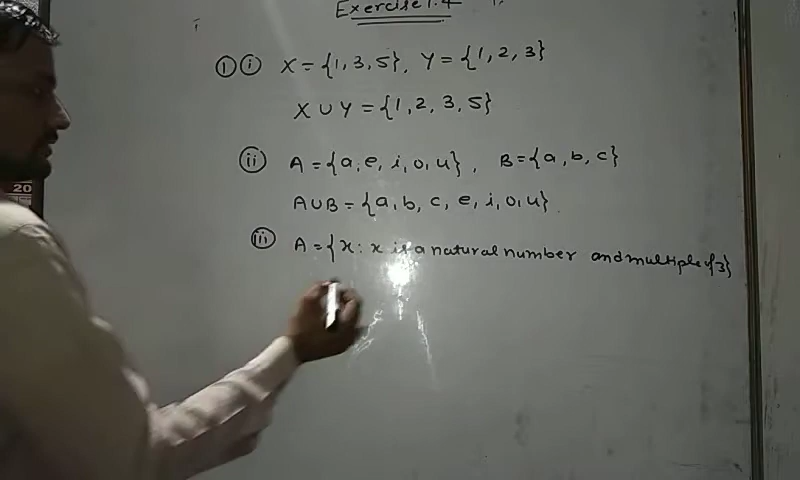 Exercise 1.4
① ⓘ X = {1, 3, 5}, Y = {1, 2, 3}
X ∪ Y = {1, 2, 3, 5}
ⓘⓘ A = {a, e, i, o, u}, B = {a, b, c}
A∪B = {a, b, c, e, i, o, u}
ⓘⓘⓘ A = {x : x is a natural number and multiple of 3}
20